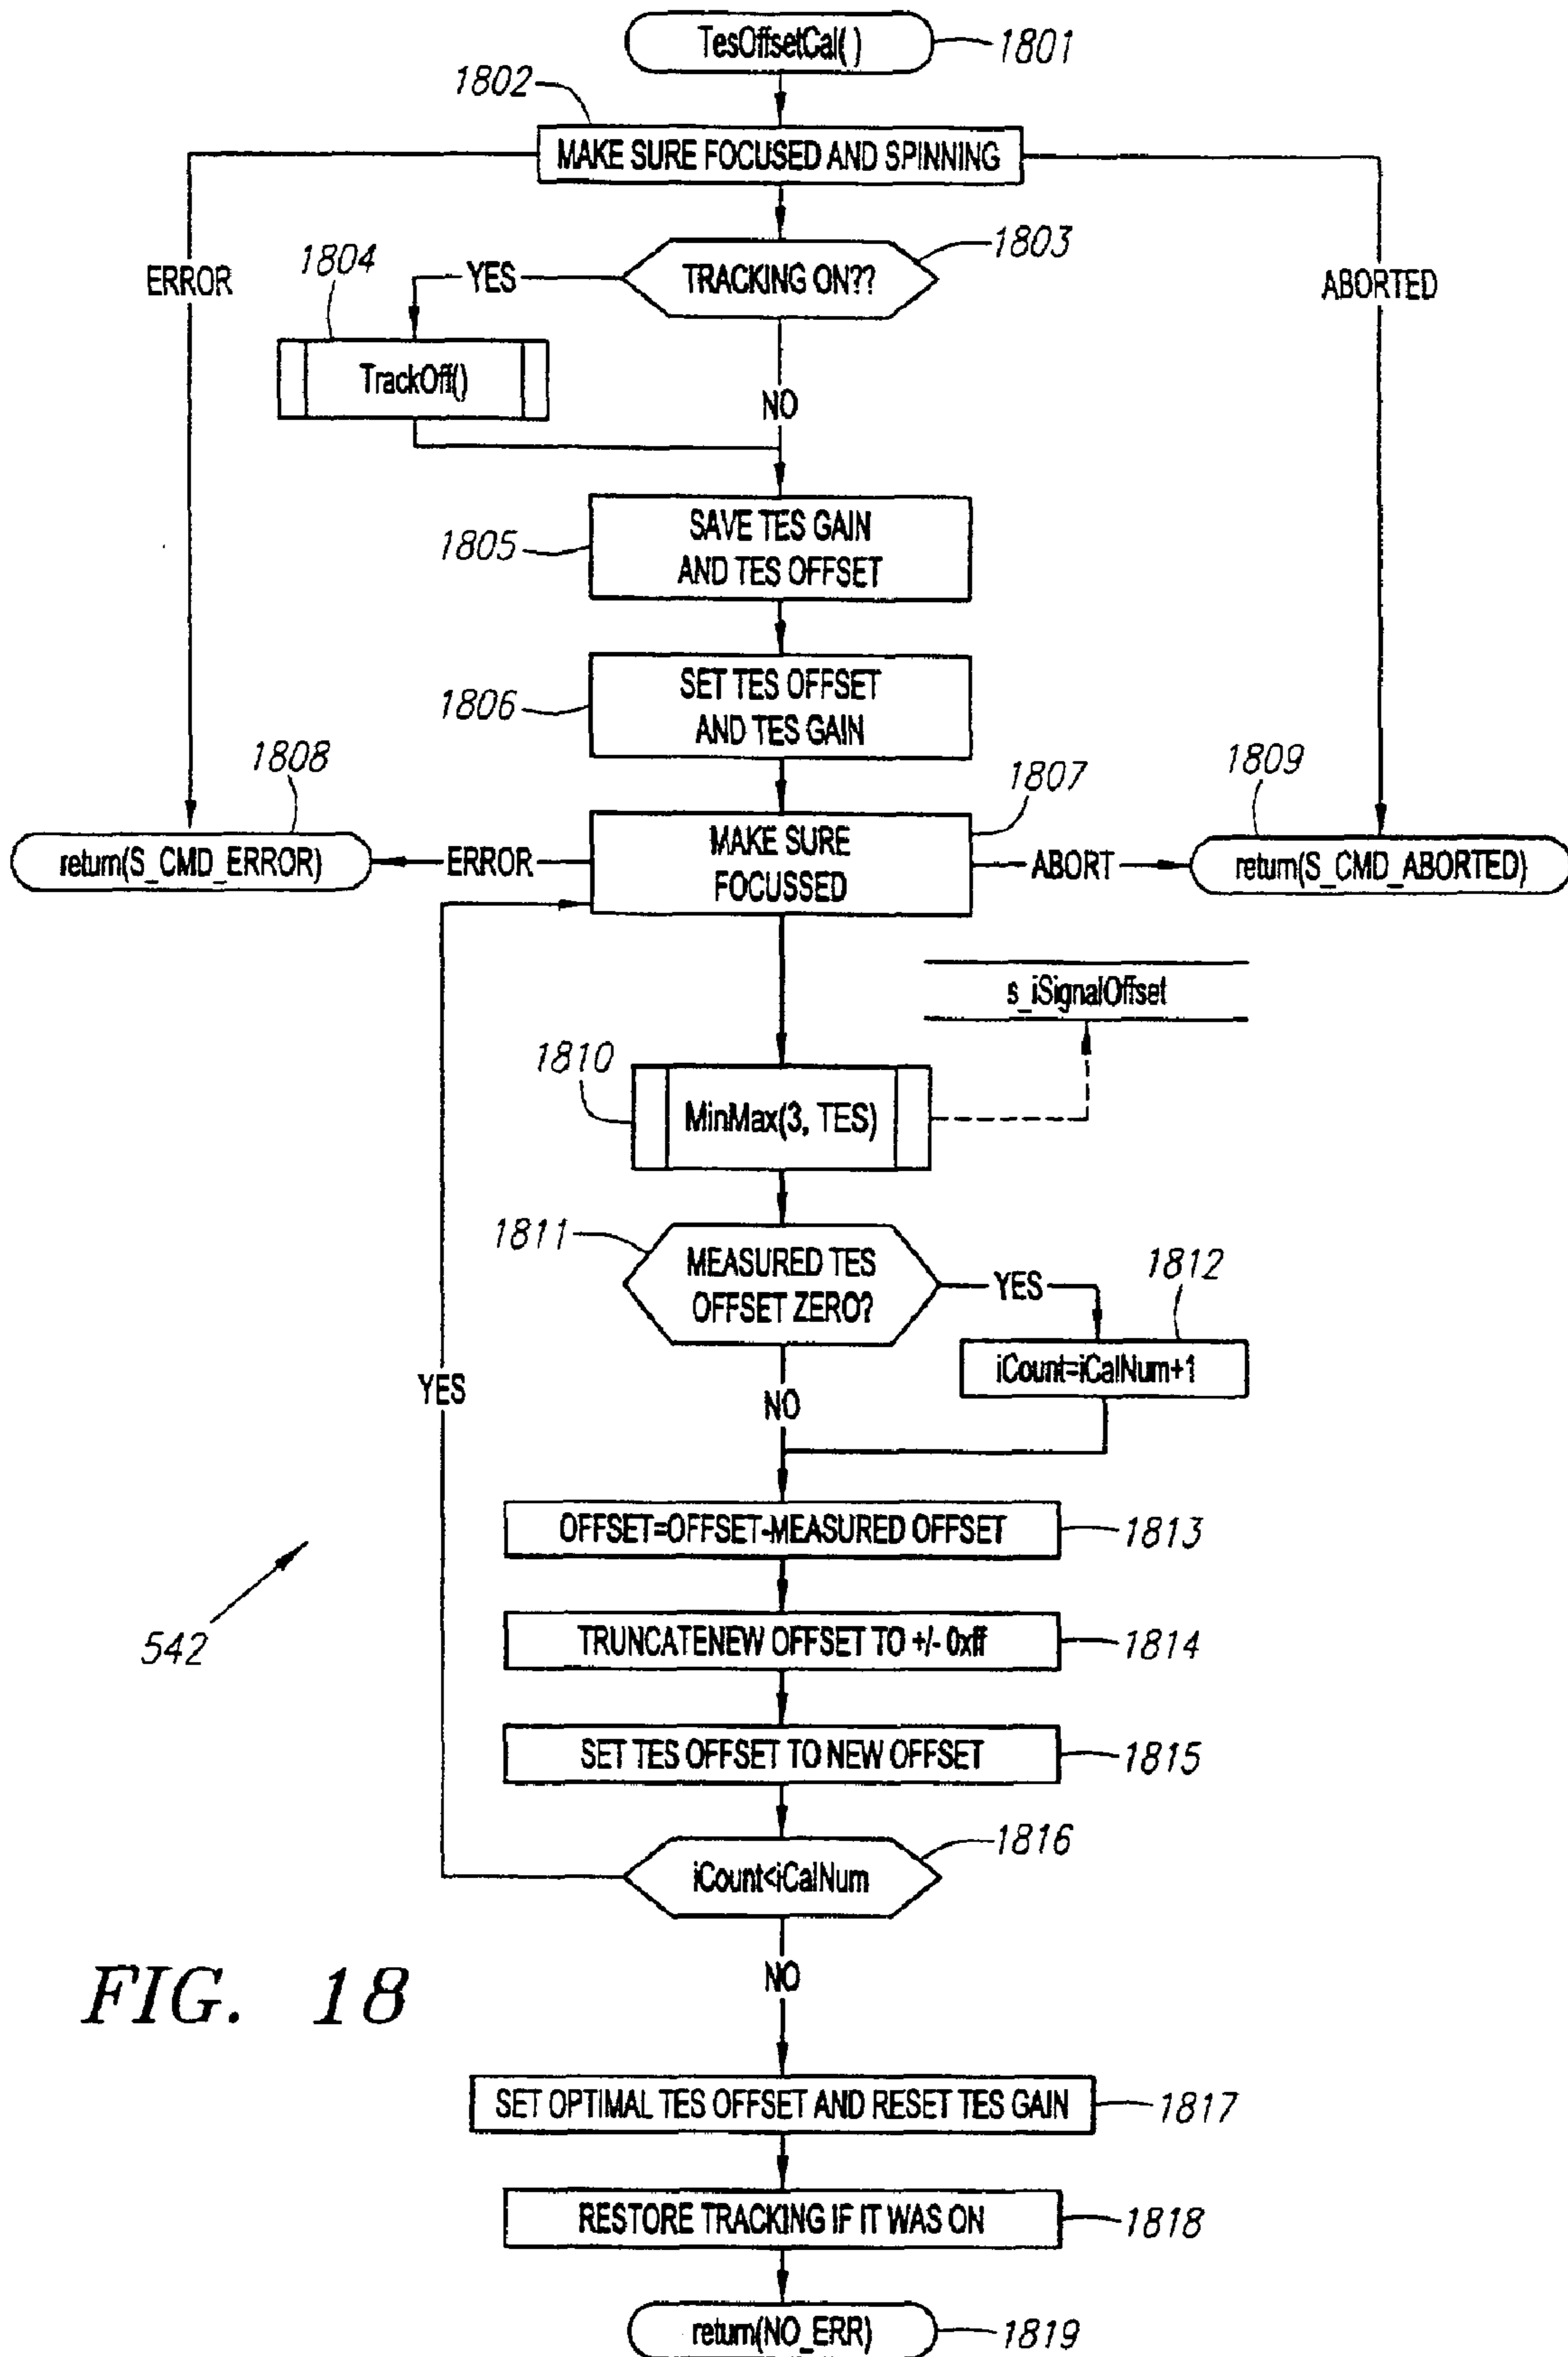 TesOffsetCal( )
1801
1802
MAKE SURE FOCUSED AND SPINNING
1803
1804
YES
TRACKING ON??
ERROR
ABORTED
TrackOff()
NO
1805
SAVE TES GAIN
AND TES OFFSET
1806
SET TES OFFSET
AND TES GAIN
1808
1807
1809
return(S_CMD_ERROR)
ERROR
MAKE SURE
FOCUSSED
ABORT
return(S_CMD_ABORTED)
s_iSignalOffset
1810
MinMax(3, TES)
1811
MEASURED TES
OFFSET ZERO?
YES
1812
iCount=iCalNum+1
YES
NO
OFFSET=OFFSET-MEASURED OFFSET
1813
542
TRUNCATENEW OFFSET TO +/- 0xff
1814
SET TES OFFSET TO NEW OFFSET
1815
1816
iCount<iCalNum
FIG. 18
NO
SET OPTIMAL TES OFFSET AND RESET TES GAIN
1817
RESTORE TRACKING IF IT WAS ON
1818
return(NO_ERR)
1819